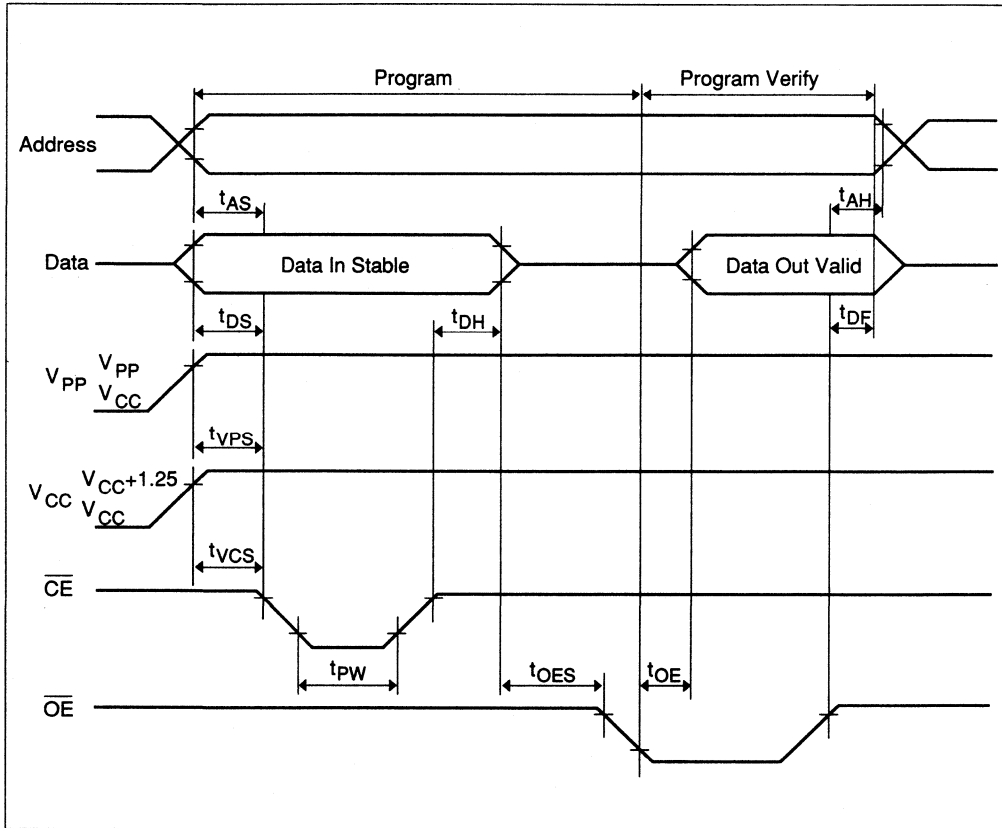 Program
Program Verify
Address
tAS
tAH
Data
Data In Stable
Data Out Valid
tDS
tDH
tDF
VPP
VPP
VCC
tVPS
VCC
VCC+1.25
VCC
tVCS
CE
tPW
tOES
tOE
OE